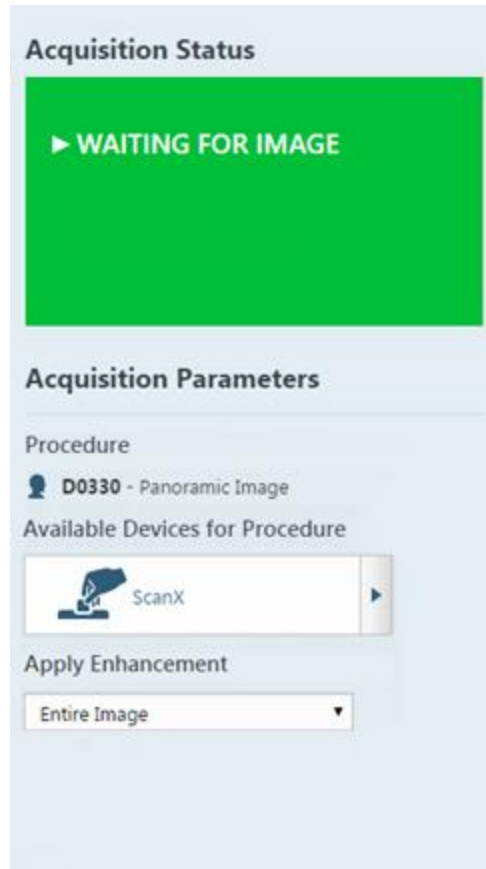 Acquisition Status
► WAITING FOR IMAGE
Acquisition Parameters
Procedure
D0330 - Panoramic Image
Available Devices for Procedure
ScanX
Apply Enhancement
Entire Image